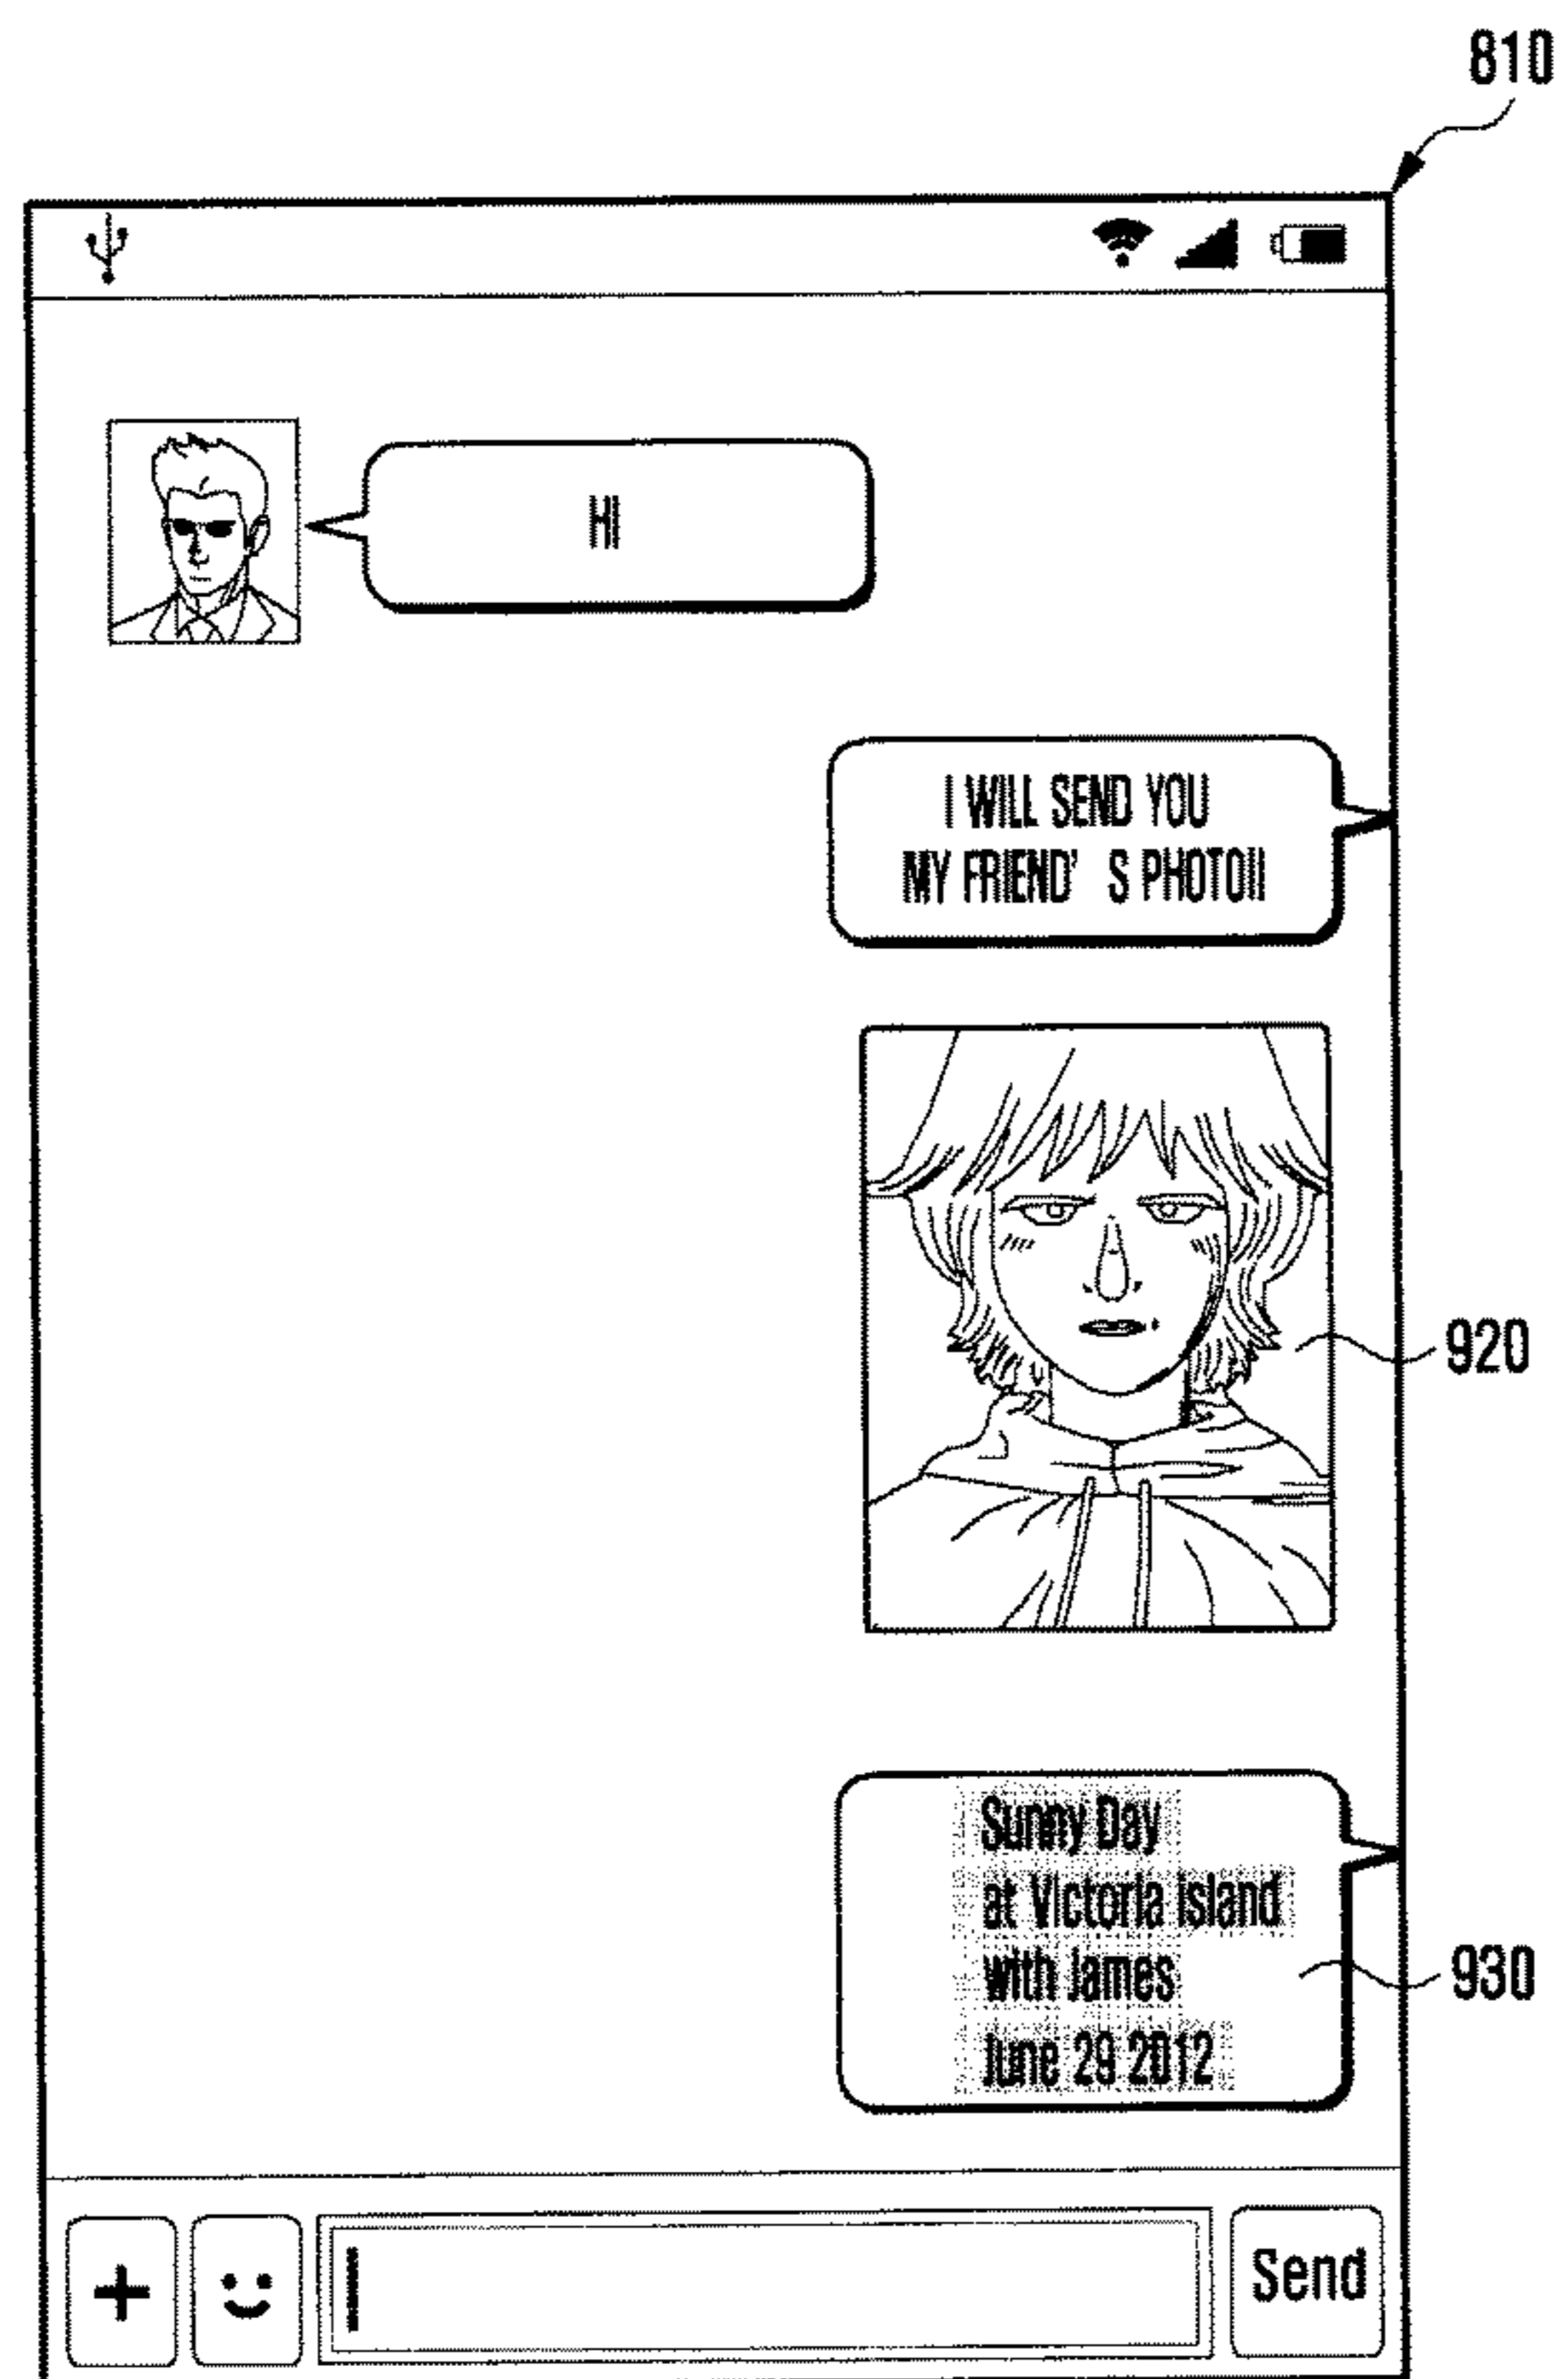 810
HI
I WILL SEND YOU
MY FRIEND' S PHOTO!!
920
Sunny Day
at Victoria island
with James
930
June 29 2012
+
Send